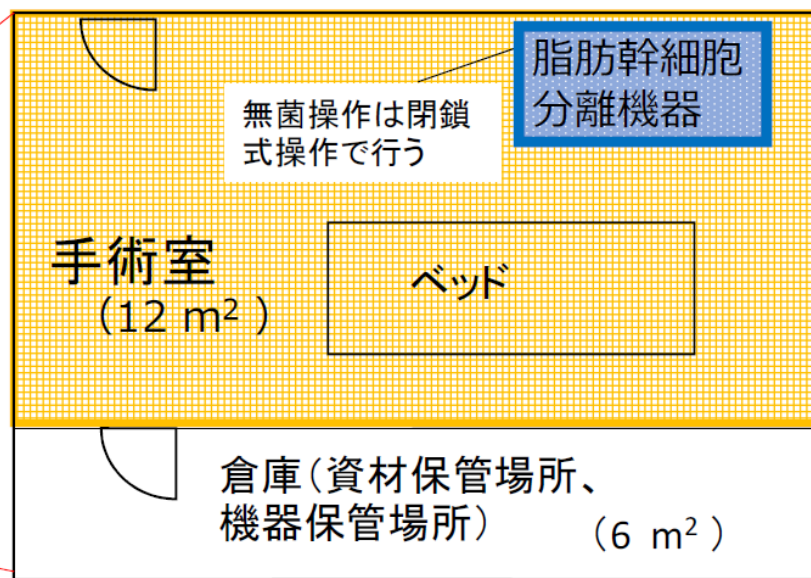 脂肪幹細胞
分離機器
無菌操作は閉鎖
式操作で行う
手術室
（12 m²）
ベッド
倉庫（資材保管場所、
機器保管場所）
（6 m²）